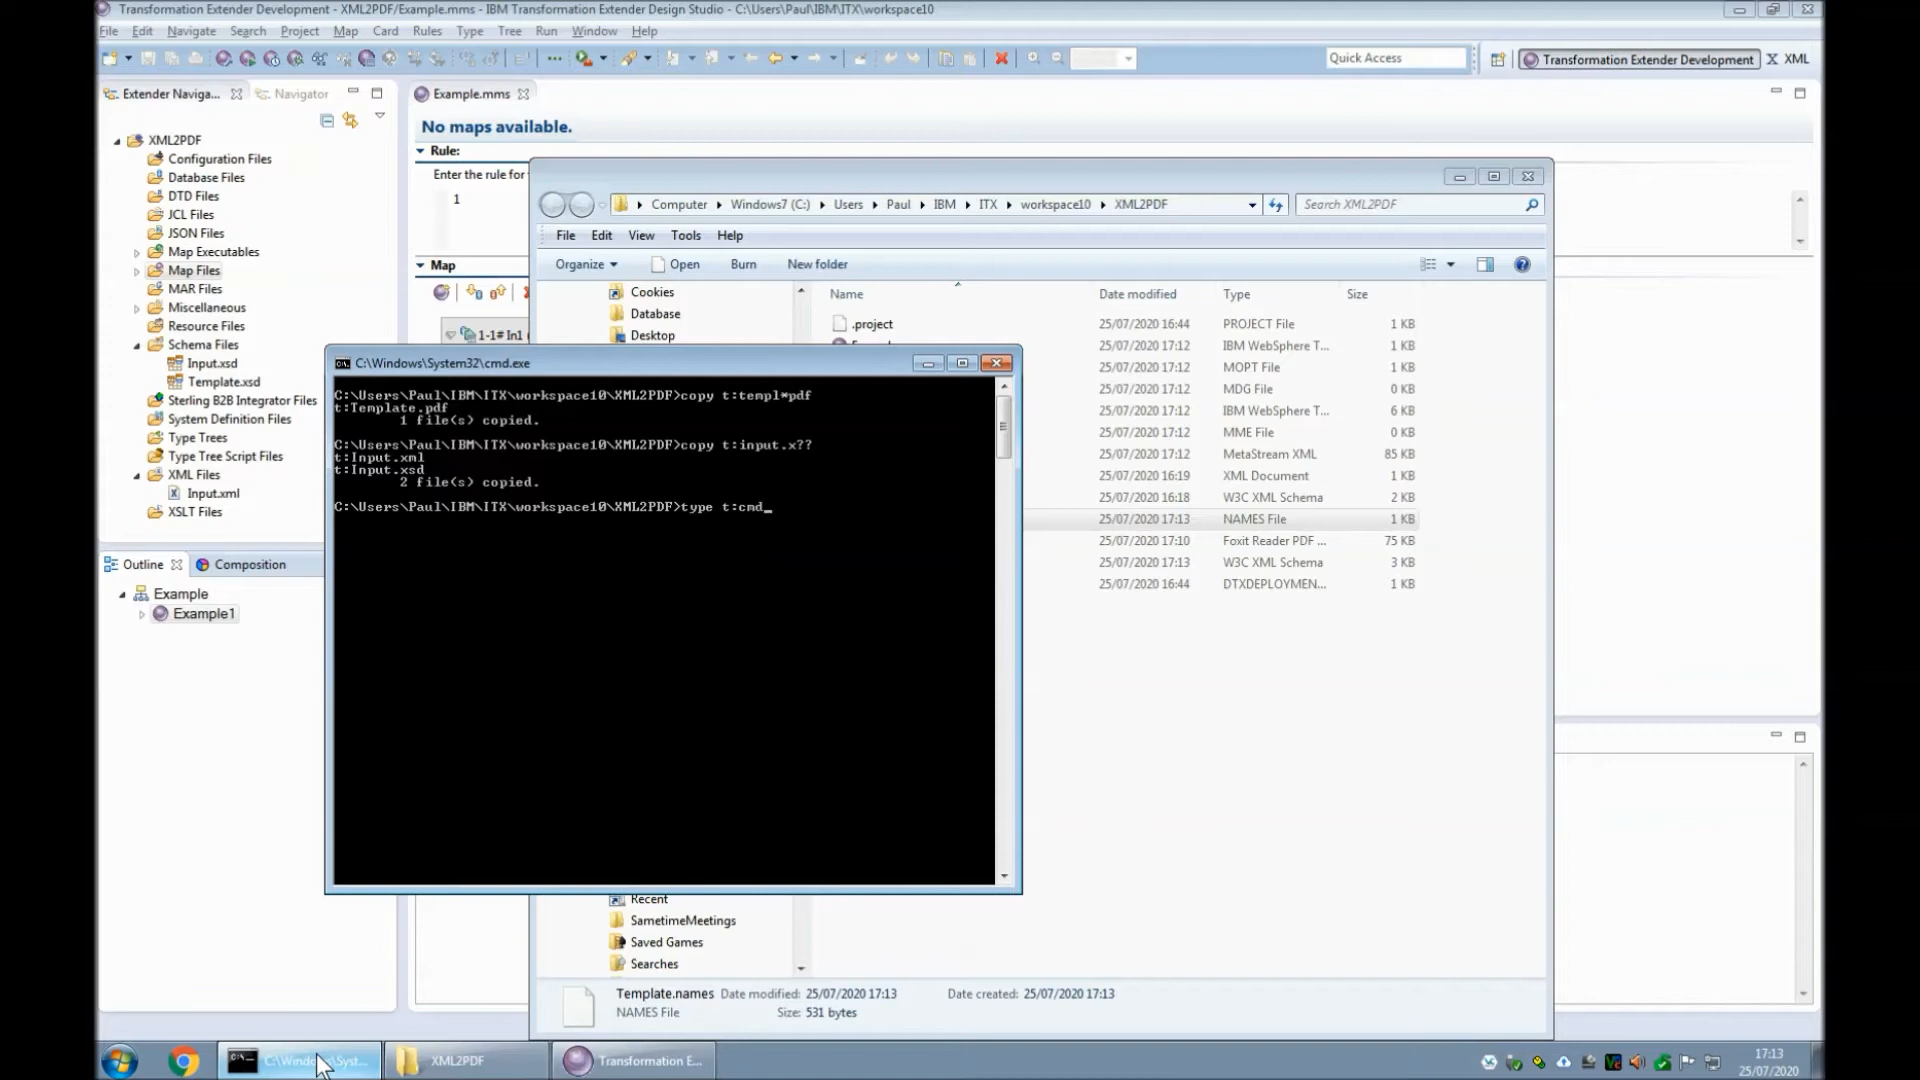 Transformation Extender Development - XML2PDF/Example.mms - IBM Transformation Extender Design Studio - C:\Users\Paul\IBM\ITX\workspace10
File Edit Navigate Search Project Map Card Rules Type Tree Run Window Help
Quick Access
Transformation Extender Development
XML
Extender Naviga...
Navigator
Example.mms
XML2PDF
Configuration Files
Database Files
DTD Files
JCL Files
JSON Files
Map Executables
Map Files
MAR Files
Miscellaneous
Resource Files
Schema Files
Input.xsd
Template.xsd
Sterling B2B Integrator Files
System Definition Files
Type Trees
Type Tree Script Files
XML Files
Input.xml
XSLT Files
Outline
Composition
Example
Example1
No maps available.
Rule:
Enter the rule for
1
Map
1-1# In1
Computer Windows7 (C:) Users Paul IBM ITX workspace10 XML2PDF
Search XML2PDF
File Edit View Tools Help
Organize Open Burn New folder
Cookies
Database
Desktop
Name Date modified Type Size
.project 25/07/2020 16:44 PROJECT File 1 KB
25/07/2020 17:12 IBM WebSphere T... 1 KB
25/07/2020 17:12 MOPT File 1 KB
25/07/2020 17:12 MDG File 0 KB
25/07/2020 17:12 IBM WebSphere T... 2 KB
25/07/2020 17:12 MME File 0 KB
25/07/2020 17:12 MetaStream XML 85 KB
25/07/2020 16:19 XML Document 1 KB
25/07/2020 16:18 W3C XML Schema 2 KB
25/07/2020 17:13 NAMES File 1 KB
25/07/2020 17:10 Foxit Reader PDF ... 75 KB
25/07/2020 17:13 W3C XML Schema 3 KB
25/07/2020 16:44 DTXDEPLOYMEN... 1 KB
C:\Windows\System32\cmd.exe
C:\Users\Paul\IBM\ITX\workspace10\XML2PDF>copy t:templ*pdf
t:Template.pdf
1 file(s) copied.
C:\Users\Paul\IBM\ITX\workspace10\XML2PDF>copy t:input.x??
t:Input.xml
t:Input.xsd
2 file(s) copied.
C:\Users\Paul\IBM\ITX\workspace10\XML2PDF>type t:cmd_
Recent
SametimeMeetings
Saved Games
Searches
Template.names Date modified: 25/07/2020 17:13 Date created: 25/07/2020 17:13
NAMES File Size: 531 bytes
C:\Windows\Syst...
XML2PDF
Transformation E...
17:13
25/07/2020